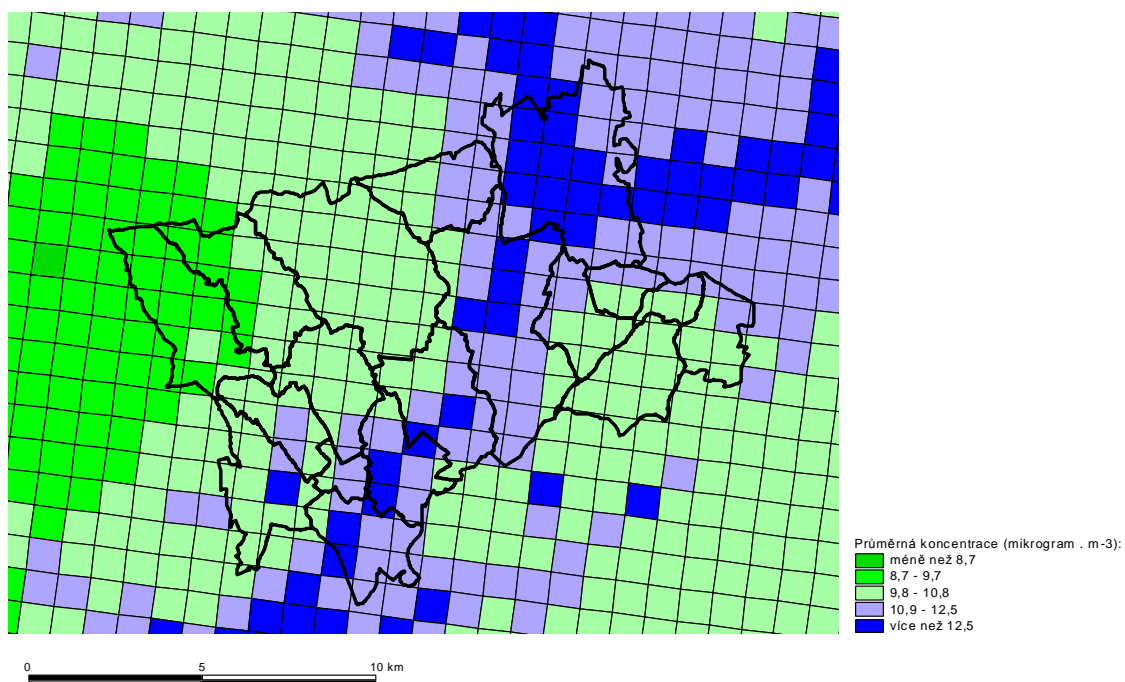 Průměrná koncentrace (mikrogram . m-3):
méně než 8,7
8,7 - 9,7
9,8 - 10,8
10,9 - 12,5
více než 12,5
0 5 10 km